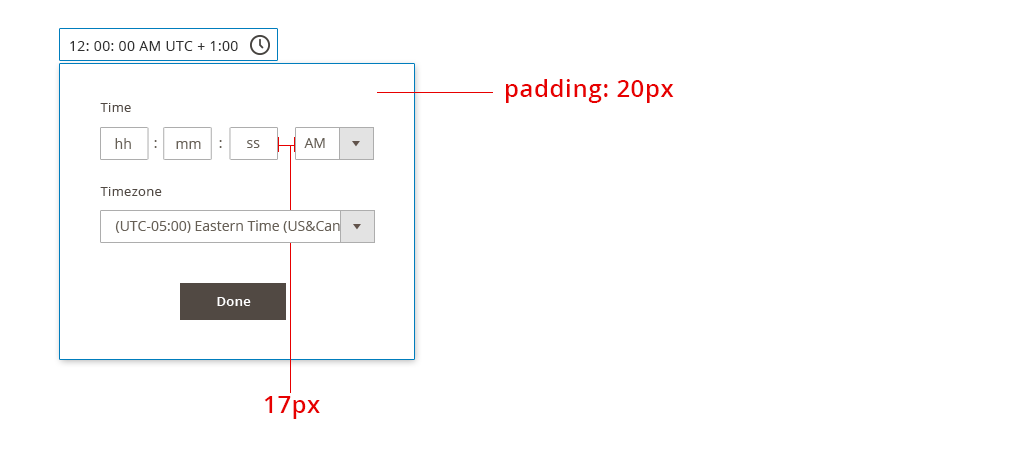 12: 00: 00 AM UTC + 1:00
padding: 20px
Time
hh : mm : ss AM
Timezone
(UTC-05:00) Eastern Time (US&Can
Done
17px